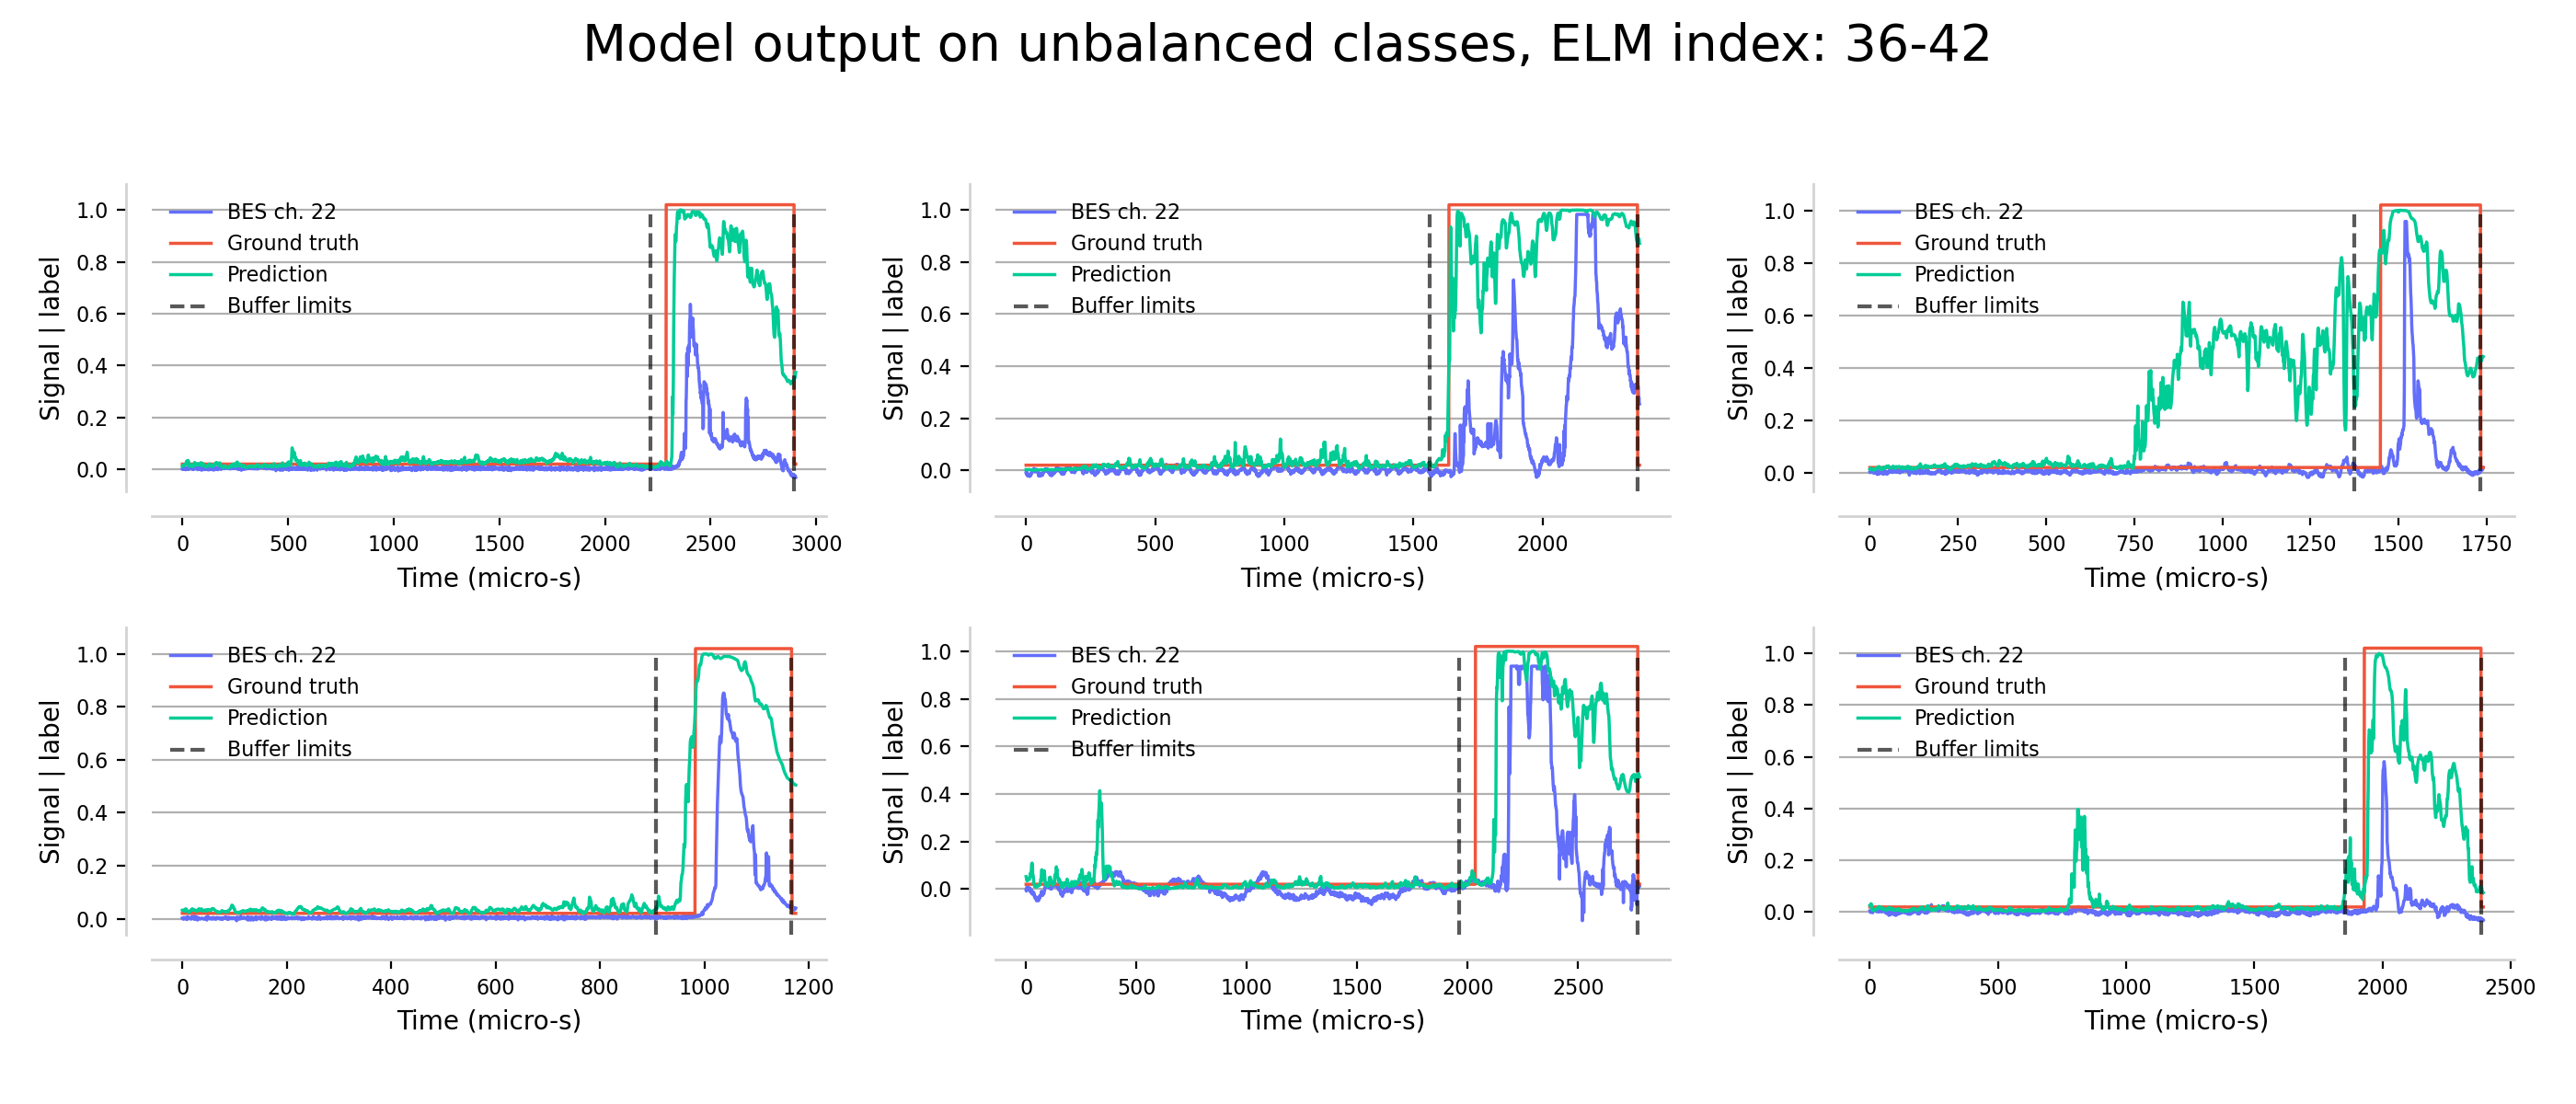 Model output on unbalanced classes, ELM index: 36-42
Signal | label
1.0
0.8
0.6
0.4
0.2
0.0
BES ch. 22
Ground truth
Prediction
Buffer limits
0 500 1000 1500 2000 2500 3000
Time (micro-s)
Signal | label
1.0
0.8
0.6
0.4
0.2
0.0
BES ch. 22
Ground truth
Prediction
Buffer limits
0 500 1000 1500 2000
Time (micro-s)
Signal | label
1.0
0.8
0.6
0.4
0.2
0.0
BES ch. 22
Ground truth
Prediction
Buffer limits
0 250 500 750 1000 1250 1500 1750
Time (micro-s)
Signal | label
1.0
0.8
0.6
0.4
0.2
0.0
BES ch. 22
Ground truth
Prediction
Buffer limits
0 200 400 600 800 1000 1200
Time (micro-s)
Signal | label
1.0
0.8
0.6
0.4
0.2
0.0
BES ch. 22
Ground truth
Prediction
Buffer limits
0 500 1000 1500 2000 2500
Time (micro-s)
Signal | label
1.0
0.8
0.6
0.4
0.2
0.0
BES ch. 22
Ground truth
Prediction
Buffer limits
0 500 1000 1500 2000 2500
Time (micro-s)